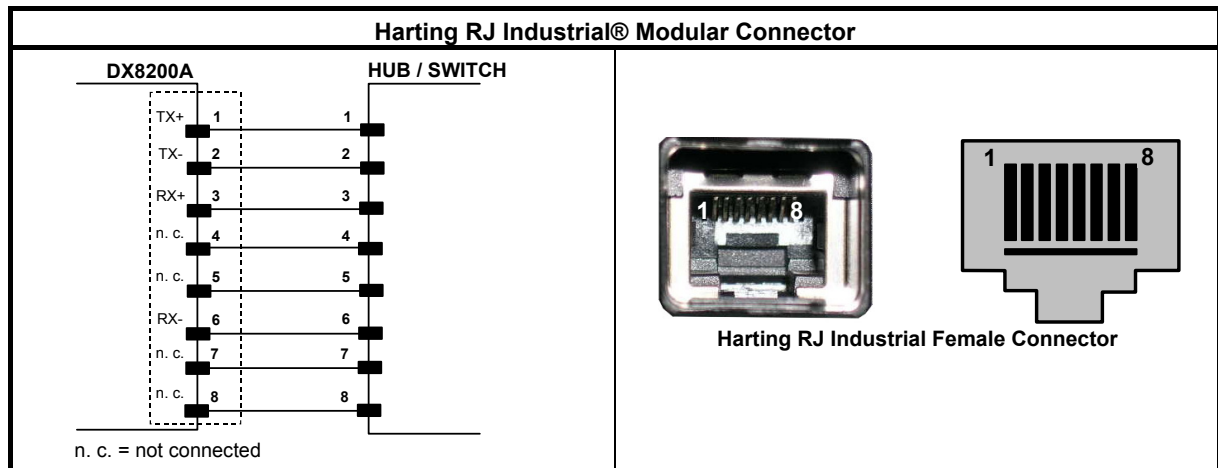 Harting RJ Industrial® Modular Connector
DX8200A
HUB / SWITCH
TX+ 1 1
TX- 2 2
RX+ 3 3
n. c. 4 4
n. c. 5 5
RX- 6 6
n. c. 7 7
n. c. 8 8
n. c. = not connected
1 8
1 8
Harting RJ Industrial Female Connector